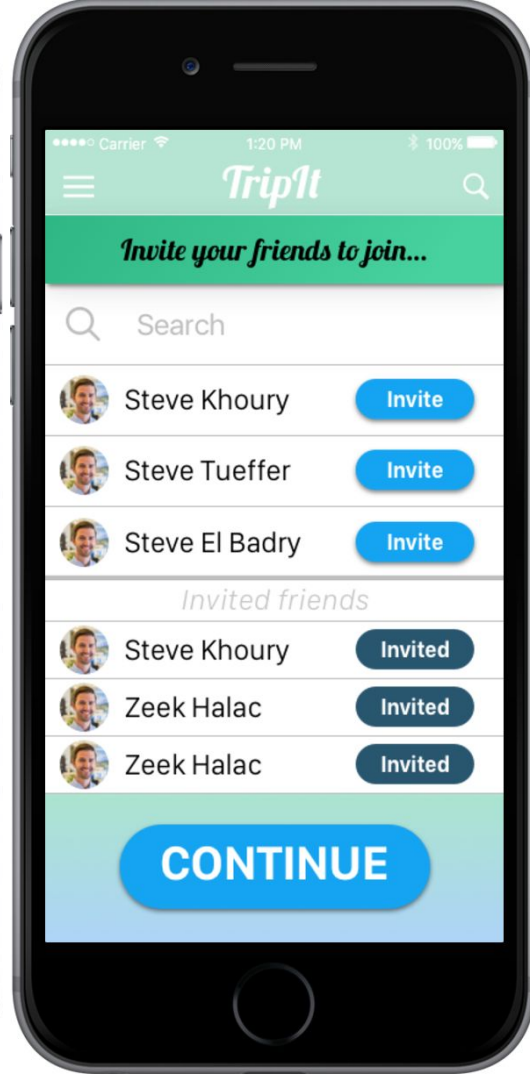 Carrier 1:20 PM 100%
TripIt
Invite your friends to join...
Search
Steve Khoury Invite
Steve Tueffer Invite
Steve El Badry Invite
Invited friends
Steve Khoury Invited
Zeek Halac Invited
Zeek Halac Invited
CONTINUE